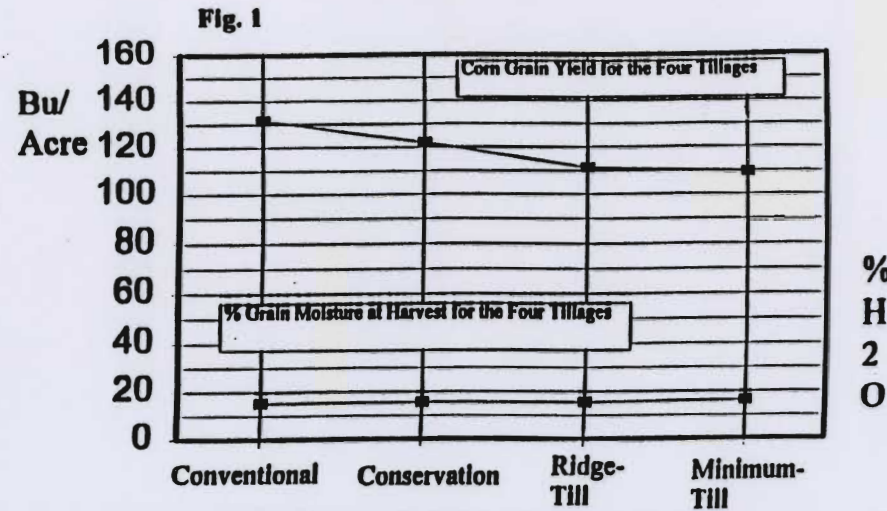 Fig. 1
160
Bu/ 140
Acre 120
100
80
60
40
20
0
Corn Grain Yield for the Four Tillages
% Grain Moisture at Harvest for the Four Tillages
%
H
2
O
Conventional Conservation Ridge- Minimum-
Till Till